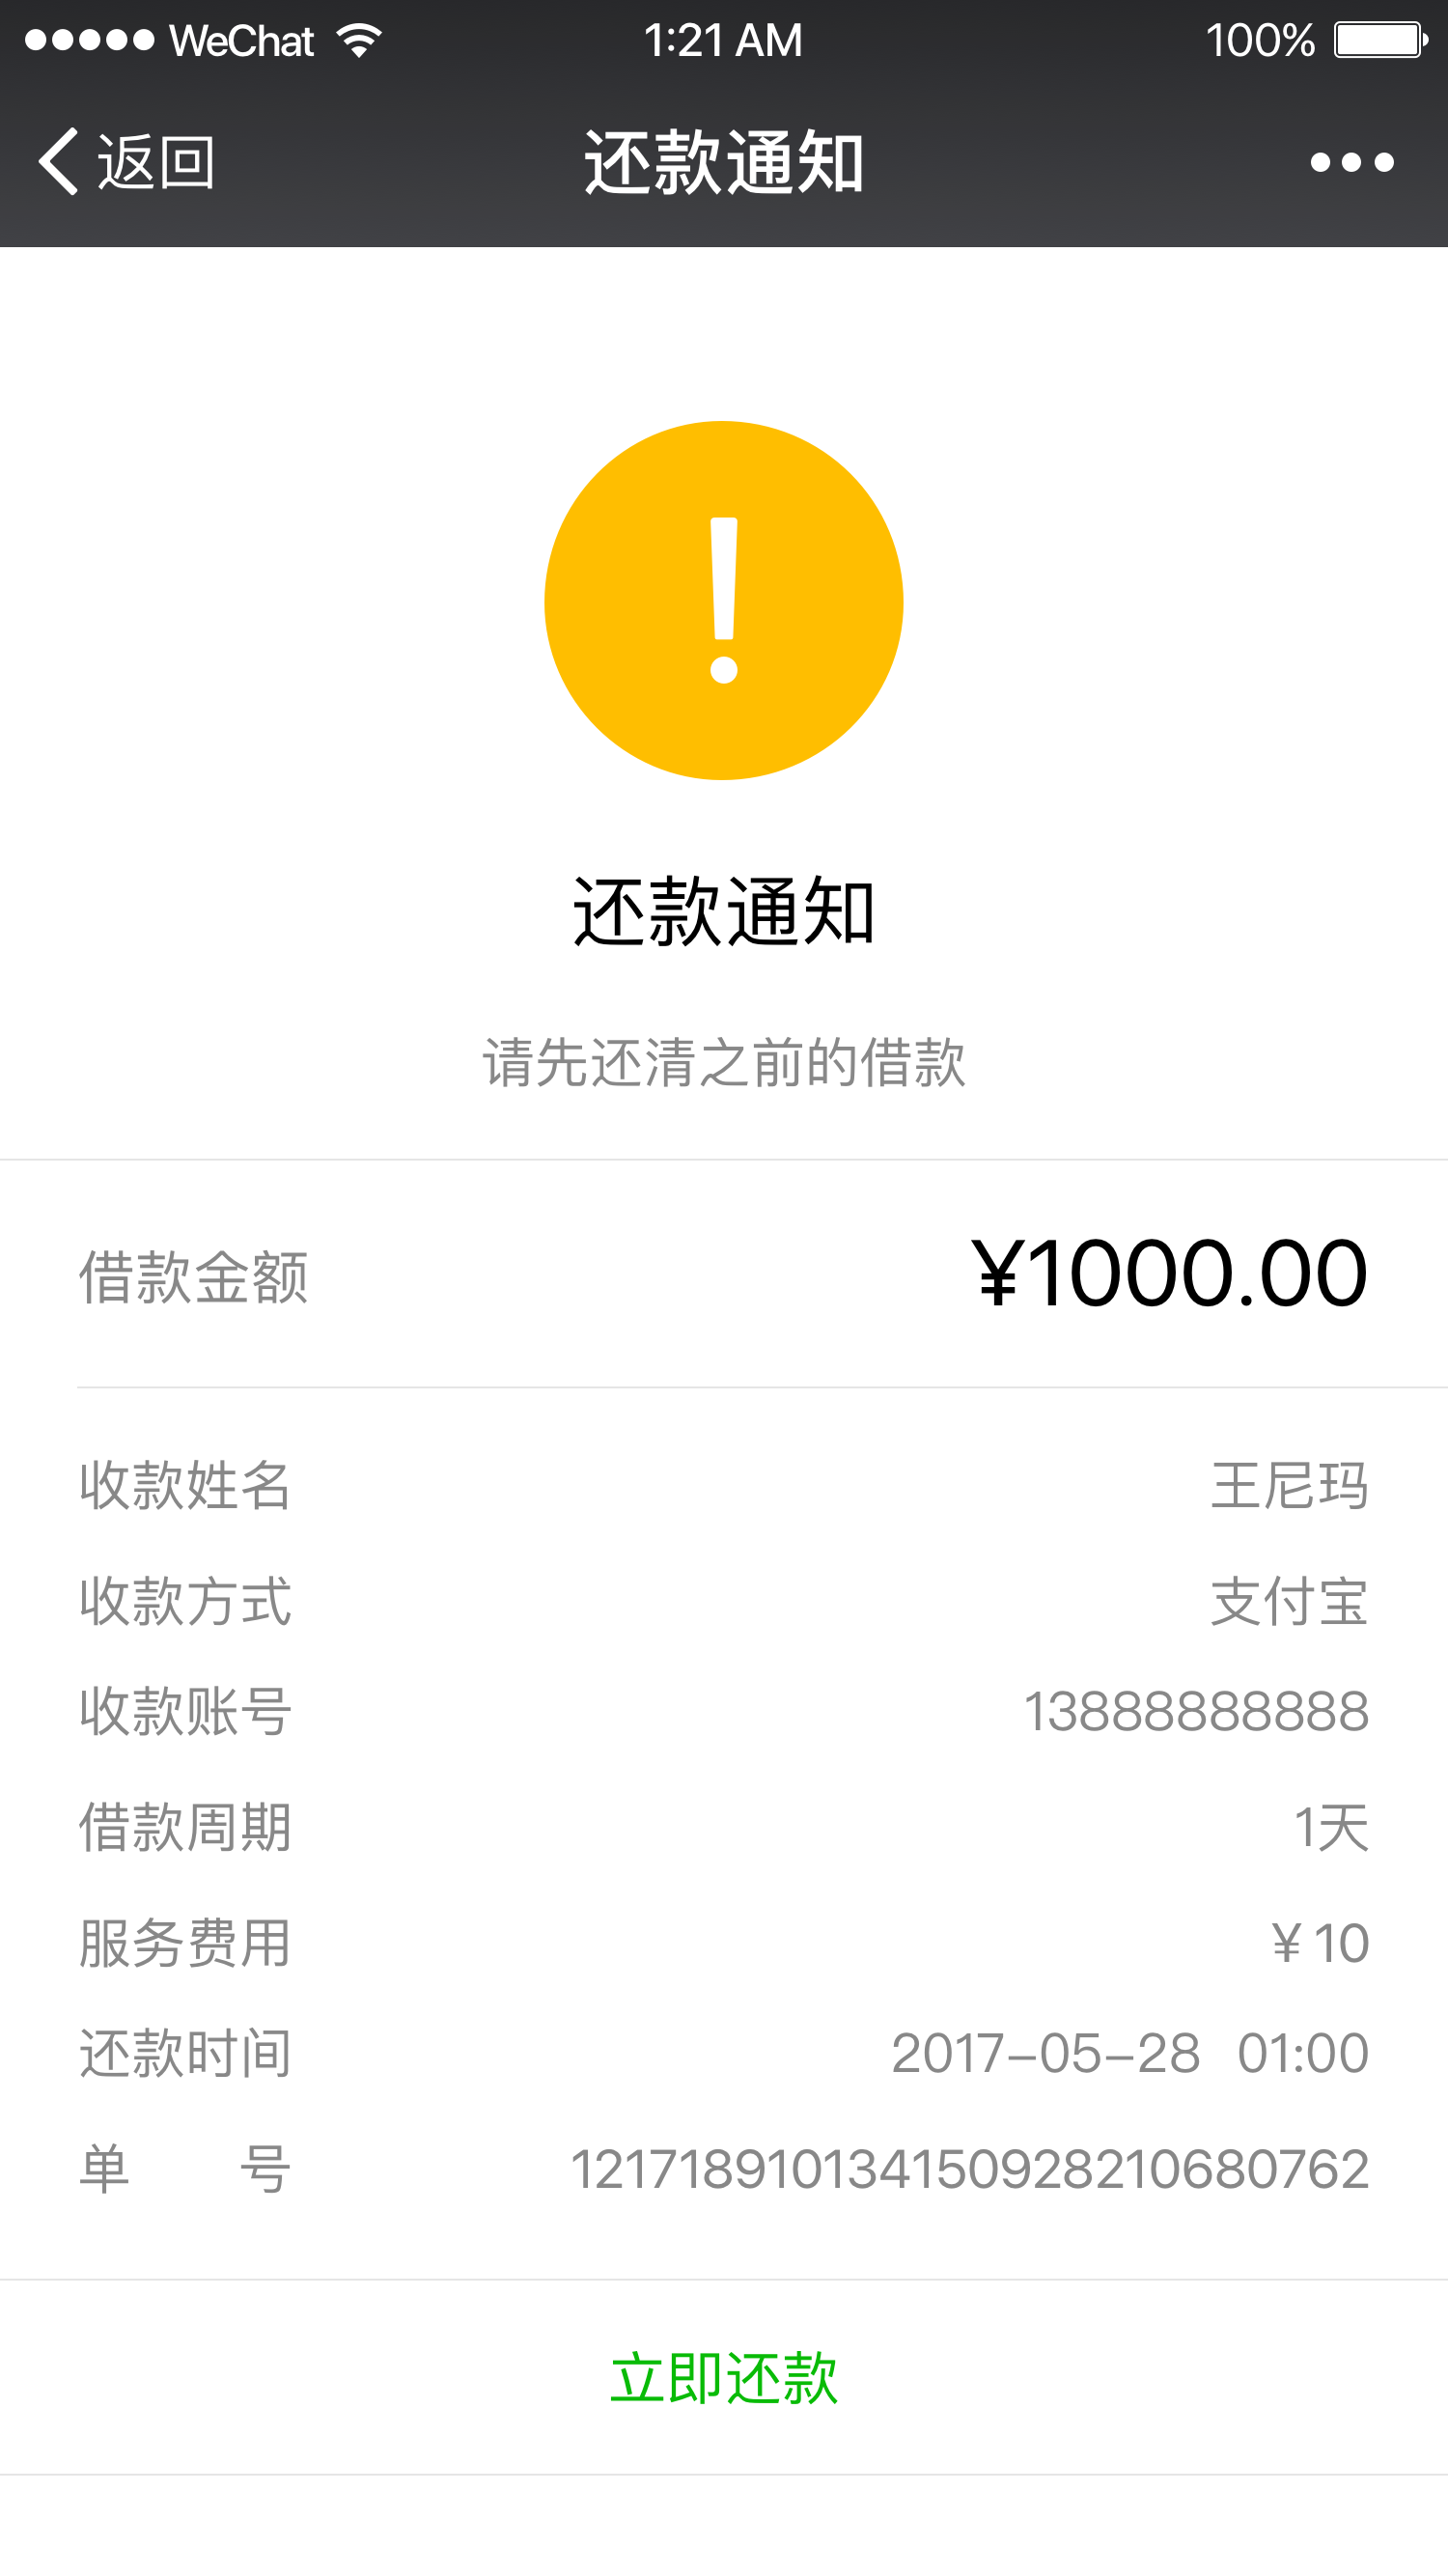 WeChat 1:21 AM 100%
返回 还款通知
还款通知
请先还清之前的借款
借款金额 ¥1000.00
收款姓名 王尼玛
收款方式 支付宝
收款账号 13888888888
借款周期 1天
服务费用 ¥ 10
还款时间 2017-05-28 01:00
单 号 121718910134150928210680762
立即还款